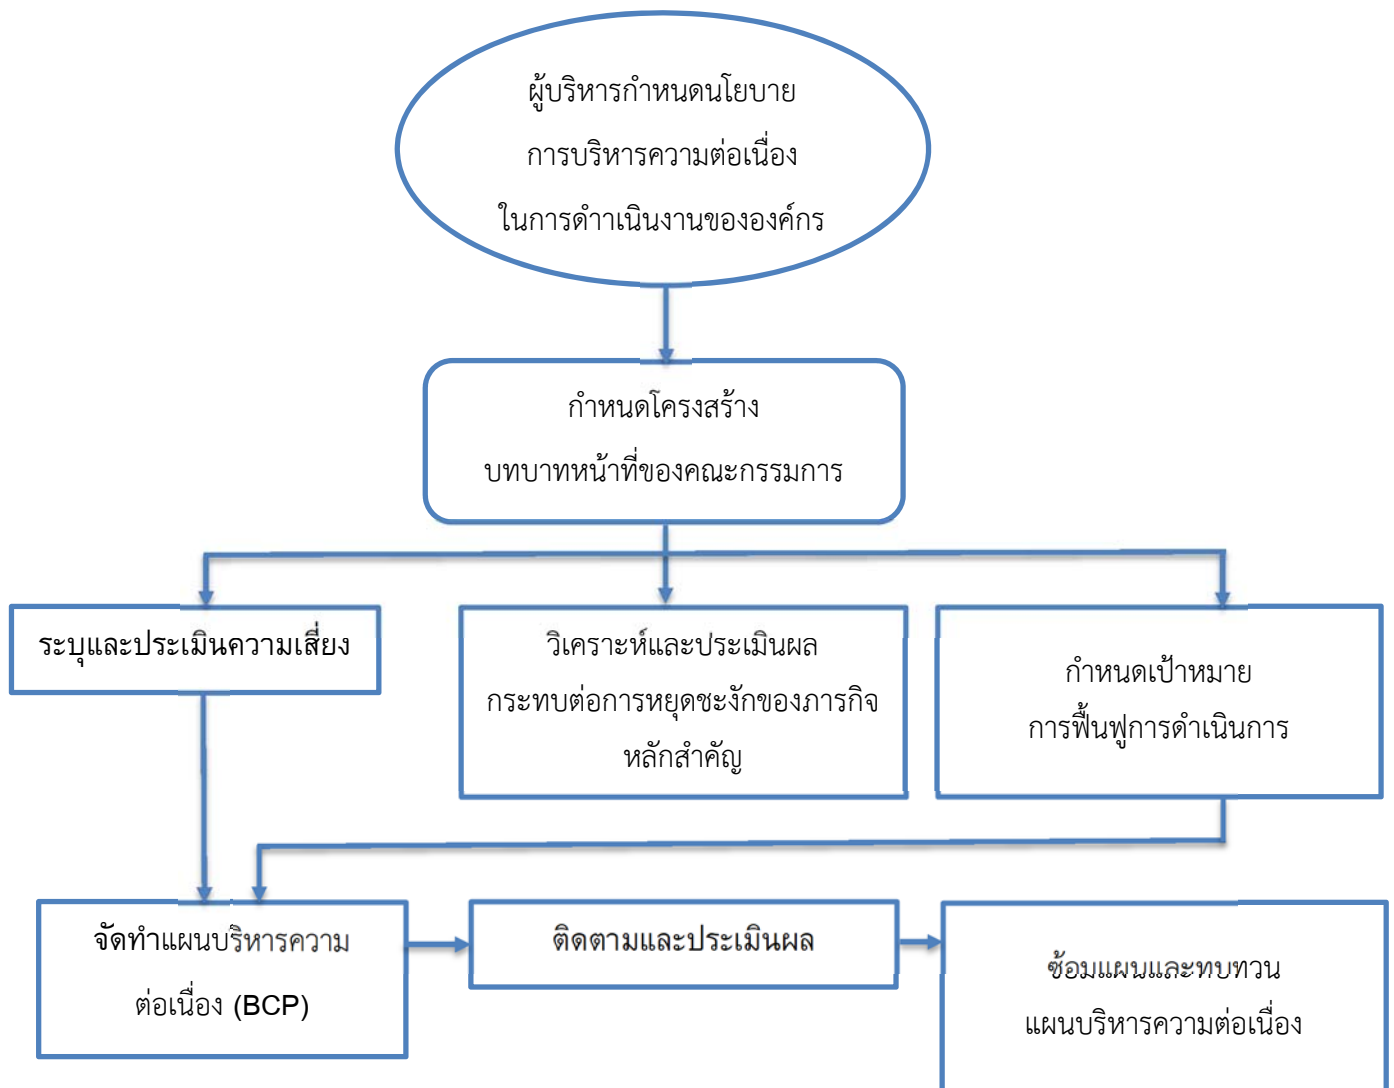 ผู้บริหารกำหนดนโยบาย
การบริหารความต่อเนื่อง
ในการดำาเนินงานขององค์กร
กำหนดโครงสร้าง
บทบาทหน้าที่ของคณะกรรมการ
ระบุและประเมินความเสี่ยง
วิเคราะห์และประเมินผล
กระทบต่อการหยุดชะงักของภารกิจ
หลักสำคัญ
กำหนดเป้าหมาย
การฟื้นฟูการดำเนินการ
จัดทำแผนบริหารความ
ต่อเนื่อง (BCP)
ติดตามและประเมินผล
ซ้อมแผนและทบทวน
แผนบริหารความต่อเนื่อง